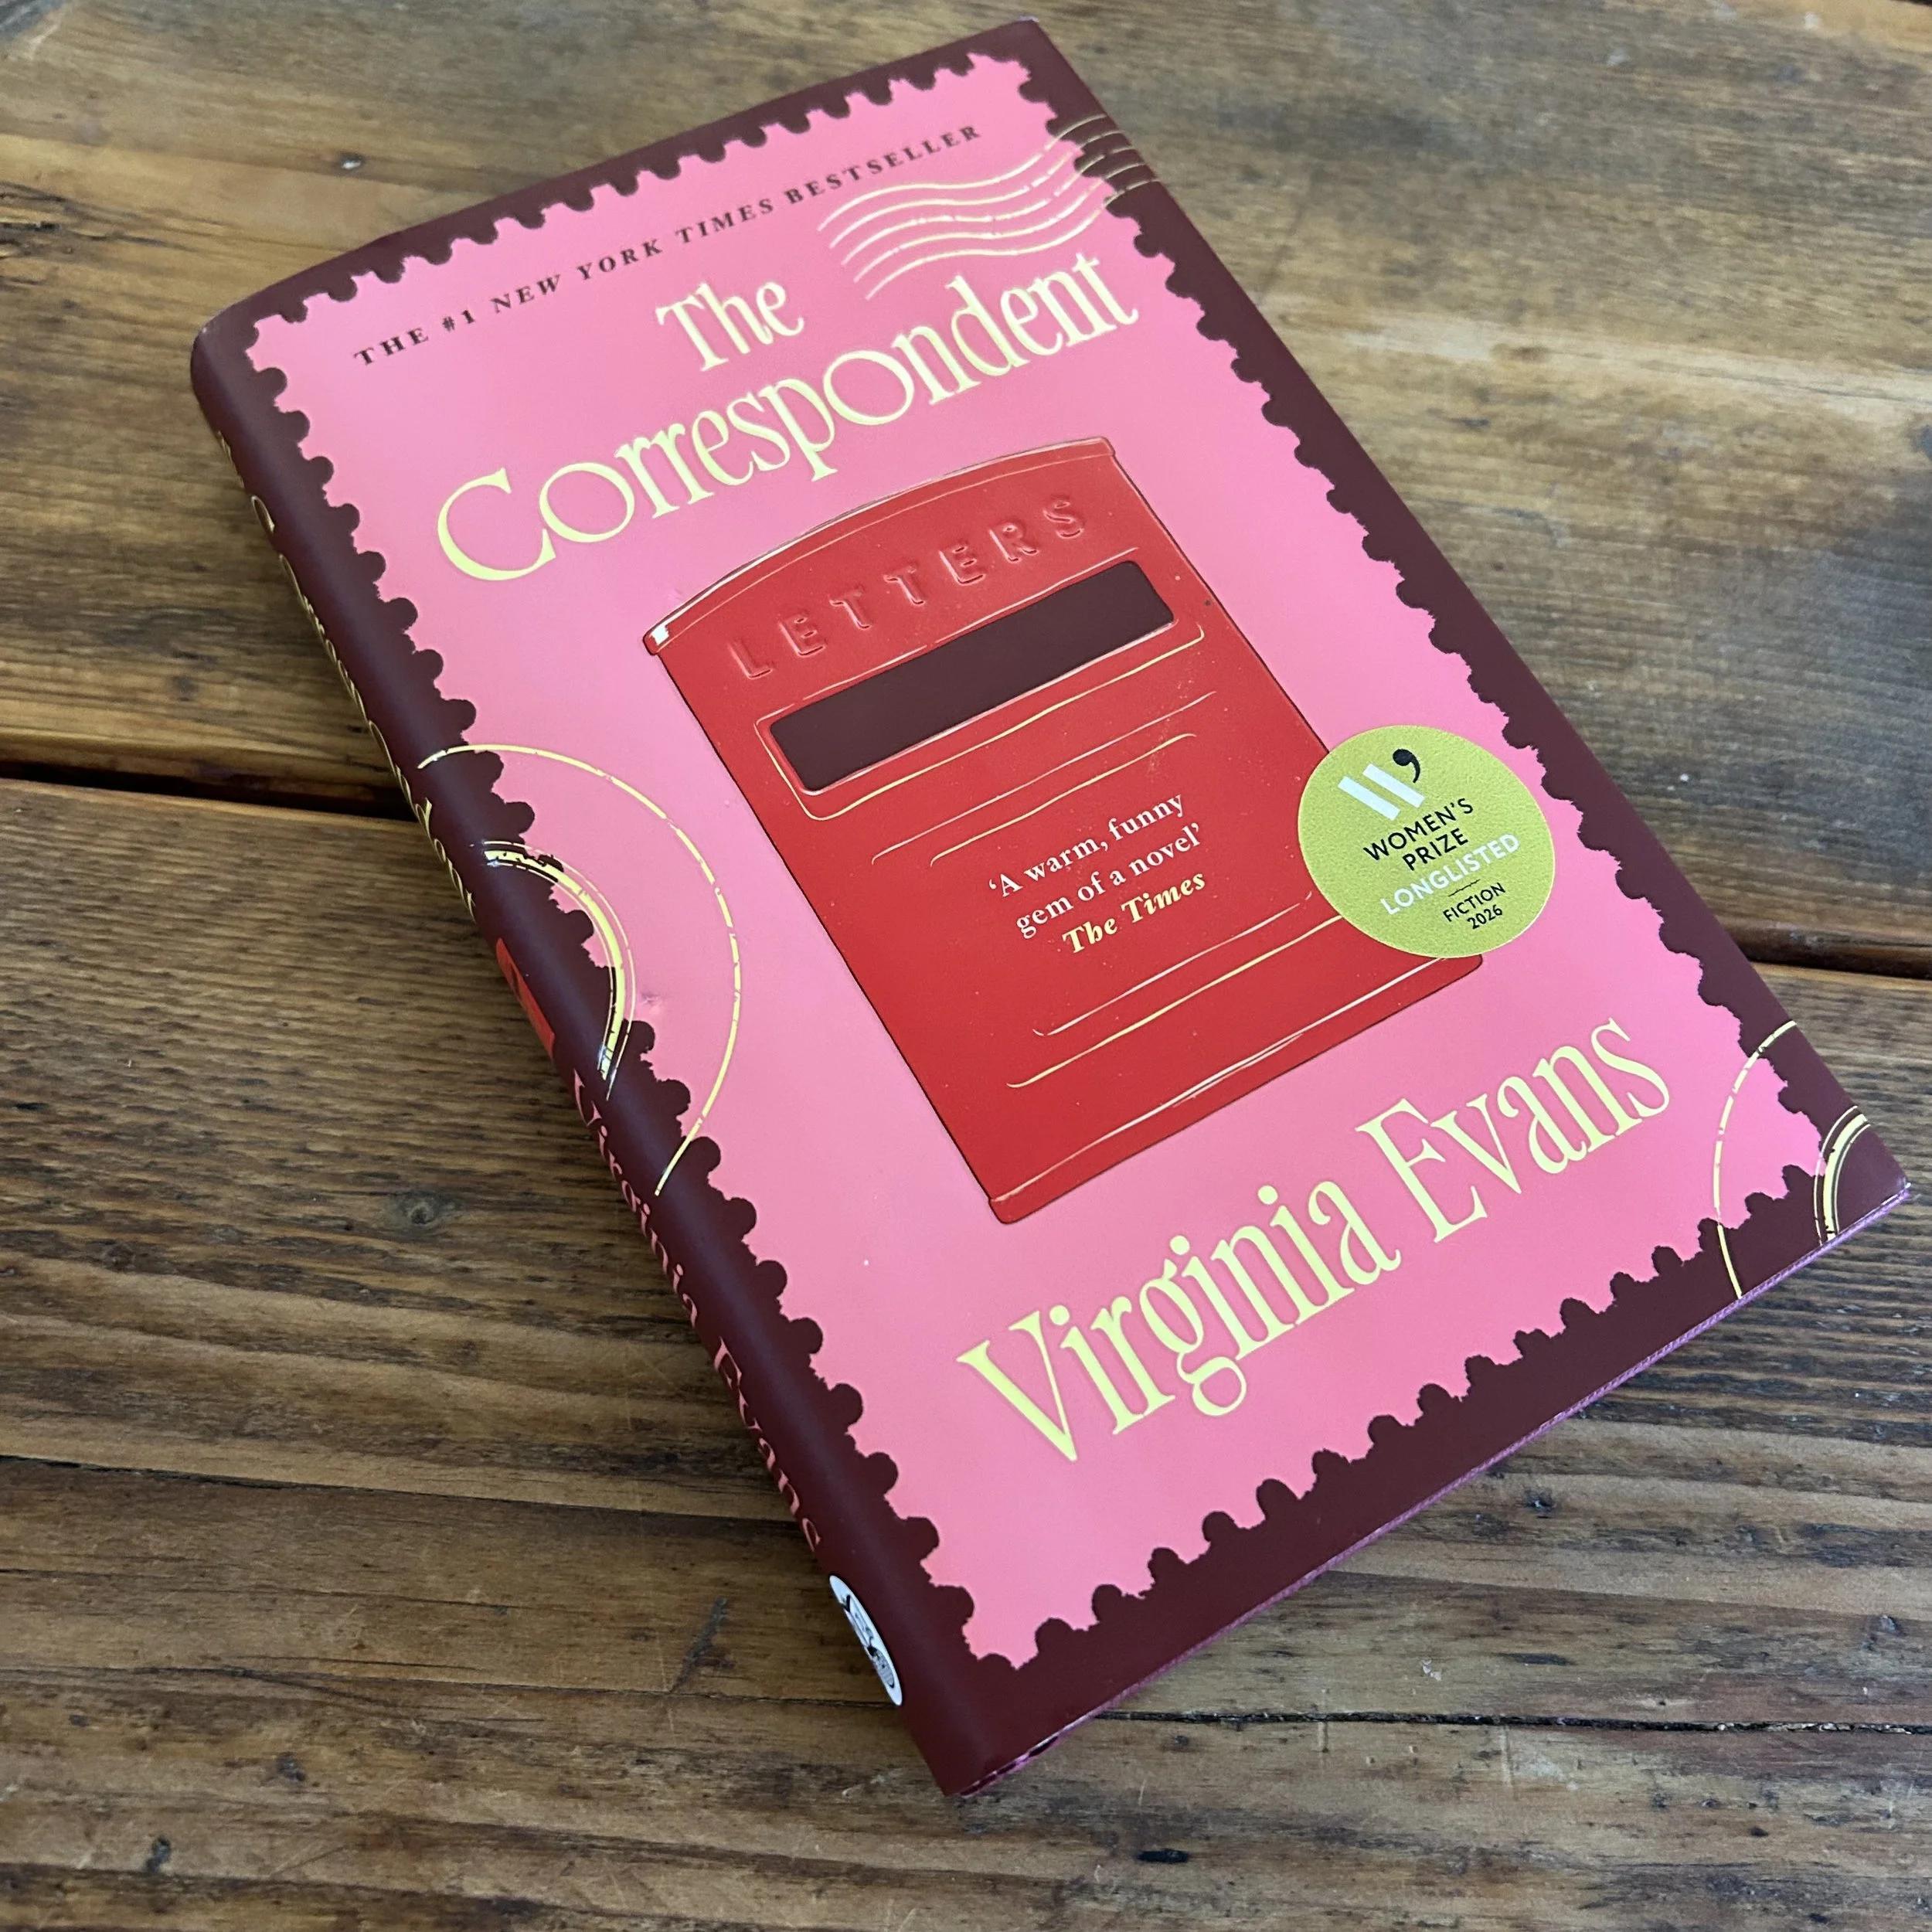 THE #1 NEW YORK TIMES BESTSELLER
The
Correspondent
LETTERS
‘A warm, funny
gem of a novel’
The Times
WOMEN'S
PRIZE
LONGLISTED
FICTION
2026
Virginia Evans
Virginia Evans